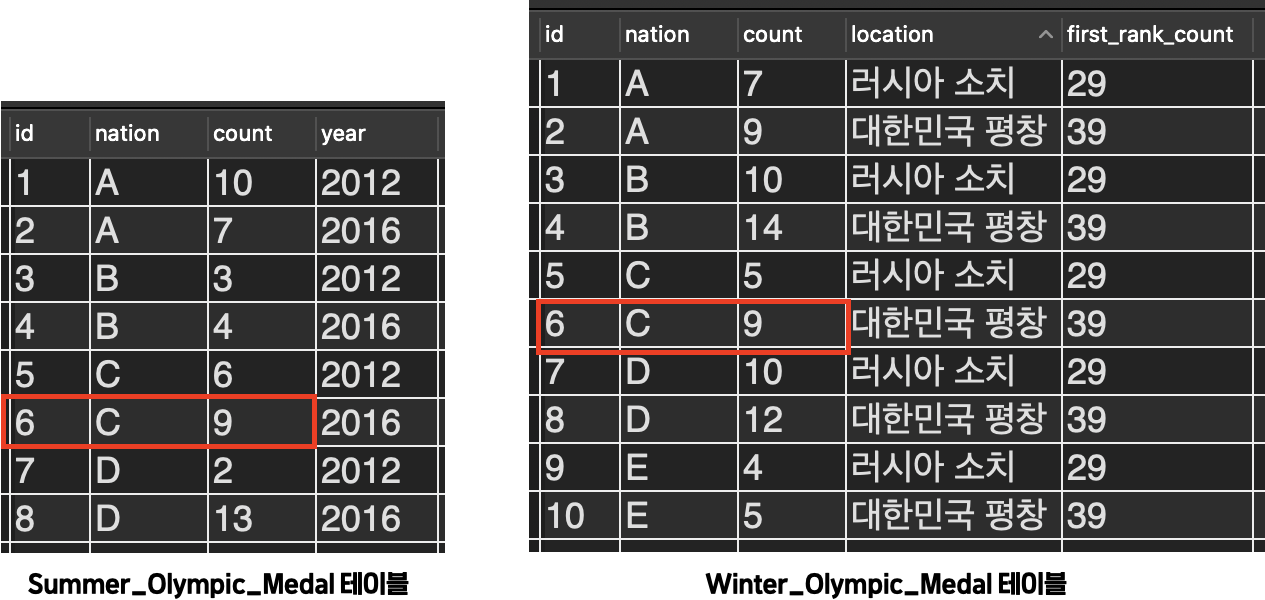 id nation count year
1 A 10 2012
2 A 7 2016
3 B 3 2012
4 B 4 2016
5 C 6 2012
6 C 9 2016
7 D 2 2012
8 D 13 2016
Summer_Olympic_Medal 테이블
id nation count location first_rank_count
1 A 7 러시아 소치 29
2 A 9 대한민국 평창 39
3 B 10 러시아 소치 29
4 B 14 대한민국 평창 39
5 C 5 러시아 소치 29
6 C 9 대한민국 평창 39
7 D 10 러시아 소치 29
8 D 12 대한민국 평창 39
9 E 4 러시아 소치 29
10 E 5 대한민국 평창 39
Winter_Olympic_Medal 테이블